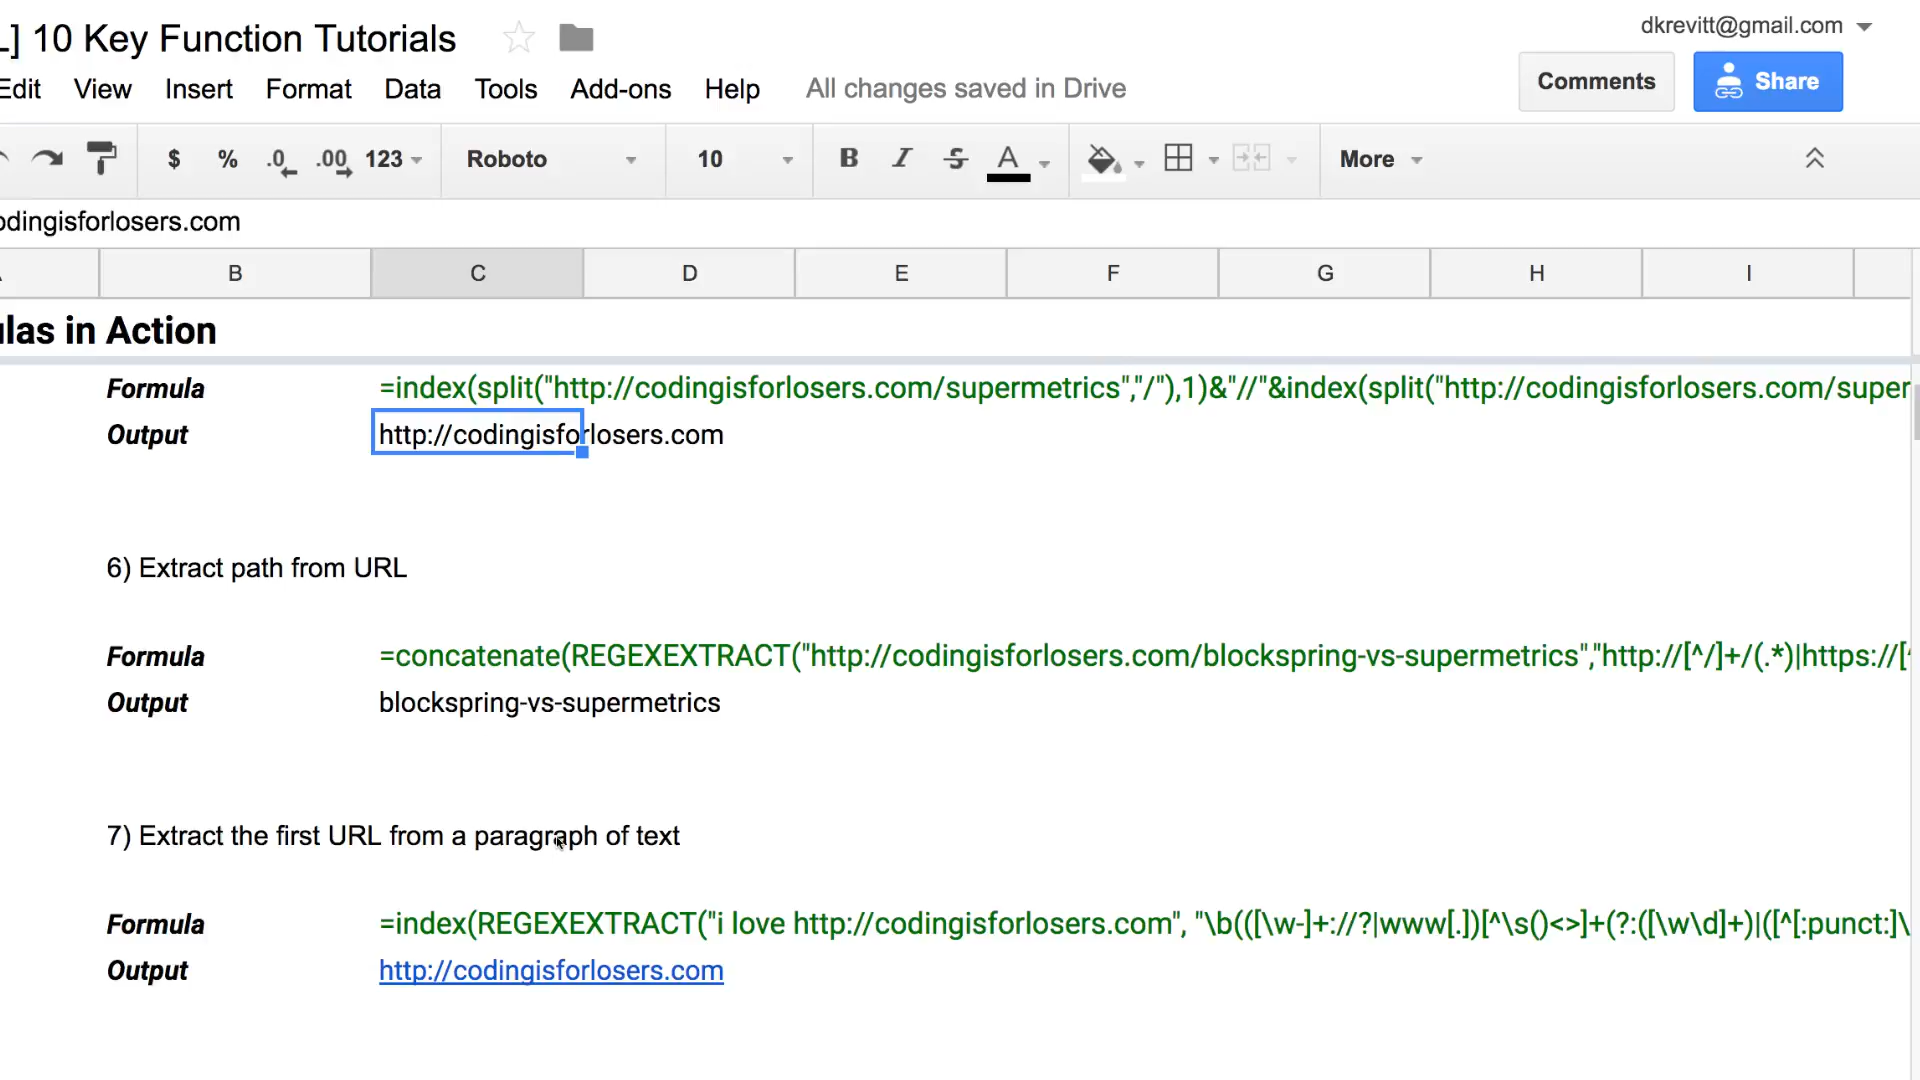 L] 10 Key Function Tutorials
dkrevitt@gmail.com
Edit View Insert Format Data Tools Add-ons Help All changes saved in Drive
Comments
Share
$ % .0 .00 123 Roboto 10 B I S A More
odingisforlosers.com
B C D E F G H I
ulas in Action
Formula =index(split("http://codingisforlosers.com/supermetrics","/"),1)&"//"&index(split("http://codingisforlosers.com/super
Output http://codingisforlosers.com
6) Extract path from URL
Formula =concatenate(REGEXEXTRACT("http://codingisforlosers.com/blockspring-vs-supermetrics","http://[^/]+/(.*)|https://[^
Output blockspring-vs-supermetrics
7) Extract the first URL from a paragraph of text
Formula =index(REGEXEXTRACT("i love http://codingisforlosers.com", "\b(([\w-]+://?|www[.])[^\s()<>]+(?:([\w\d]+)|([^[:punct:]\
Output http://codingisforlosers.com